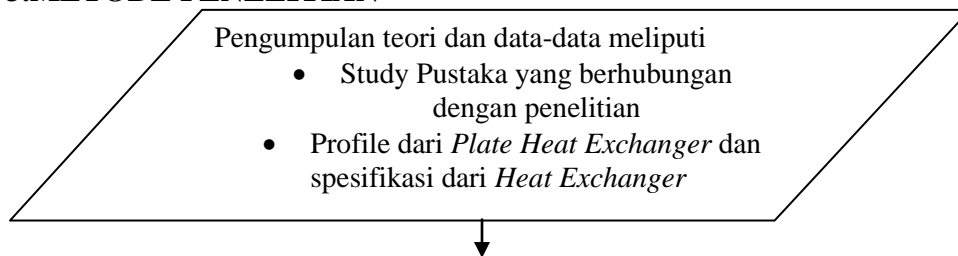 Pengumpulan teori dan data-data meliputi
• Study Pustaka yang berhubungan
dengan penelitian
• Profile dari Plate Heat Exchanger dan
spesifikasi dari Heat Exchanger